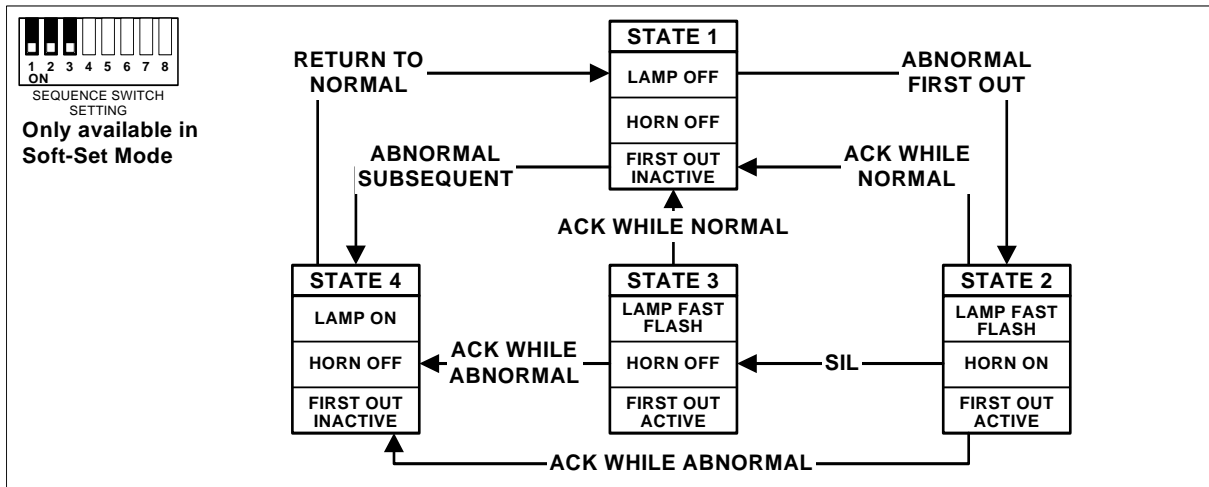 1 2 3 4 5 6 7 8
ON
SEQUENCE SWITCH
SETTING
Only available in
Soft-Set Mode
RETURN TO
NORMAL
STATE 1
LAMP OFF
HORN OFF
FIRST OUT
INACTIVE
ABNORMAL
FIRST OUT
ABNORMAL
SUBSEQUENT
ACK WHILE
NORMAL
ACK WHILE NORMAL
STATE 4
LAMP ON
HORN OFF
FIRST OUT
INACTIVE
ACK WHILE
ABNORMAL
STATE 3
LAMP FAST
FLASH
HORN OFF
FIRST OUT
ACTIVE
SIL
STATE 2
LAMP FAST
FLASH
HORN ON
FIRST OUT
ACTIVE
ACK WHILE ABNORMAL